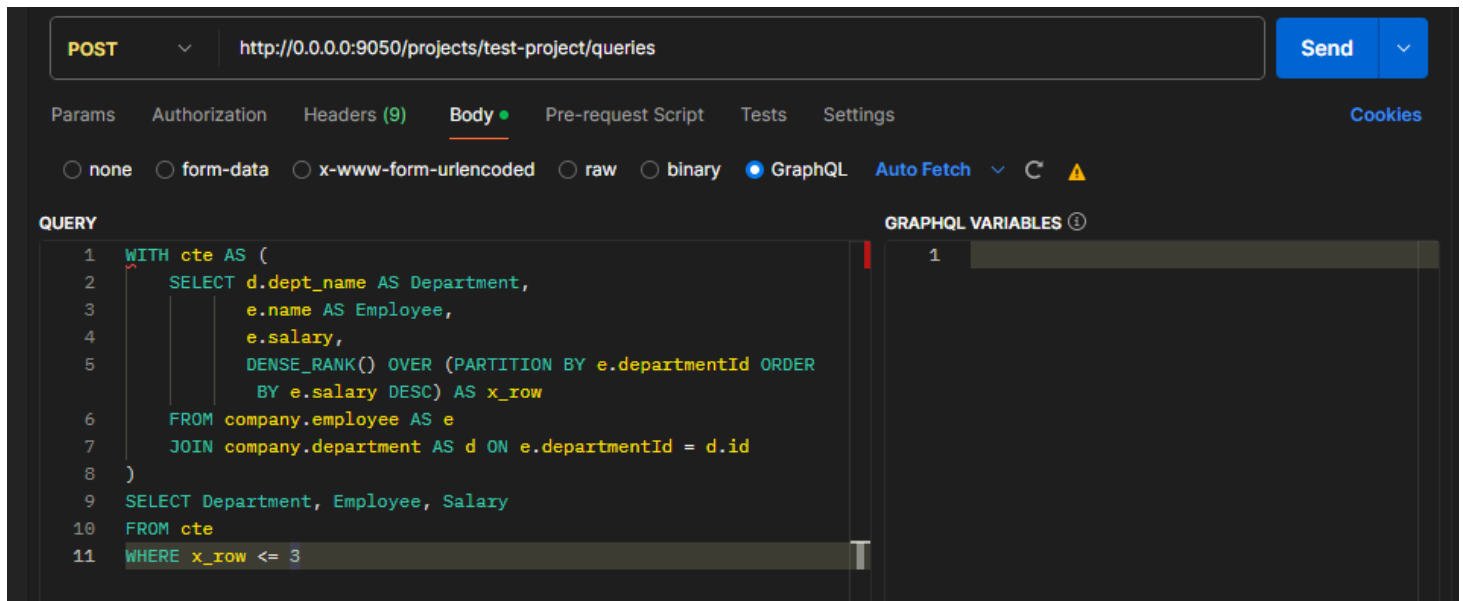 POST http://0.0.0.0:9050/projects/test-project/queries Send
Params Authorization Headers (9) Body Pre-request Script Tests Settings Cookies
none form-data x-www-form-urlencoded raw binary GraphQL Auto Fetch
QUERY
1 WITH cte AS (
2 SELECT d.dept_name AS Department,
3 e.name AS Employee,
4 e.salary,
5 DENSE_RANK() OVER (PARTITION BY e.departmentId ORDER
BY e.salary DESC) AS x_row
6 FROM company.employee AS e
7 JOIN company.department AS d ON e.departmentId = d.id
8 )
9 SELECT Department, Employee, Salary
10 FROM cte
11 WHERE x_row <= 3
GRAPHQL VARIABLES
1